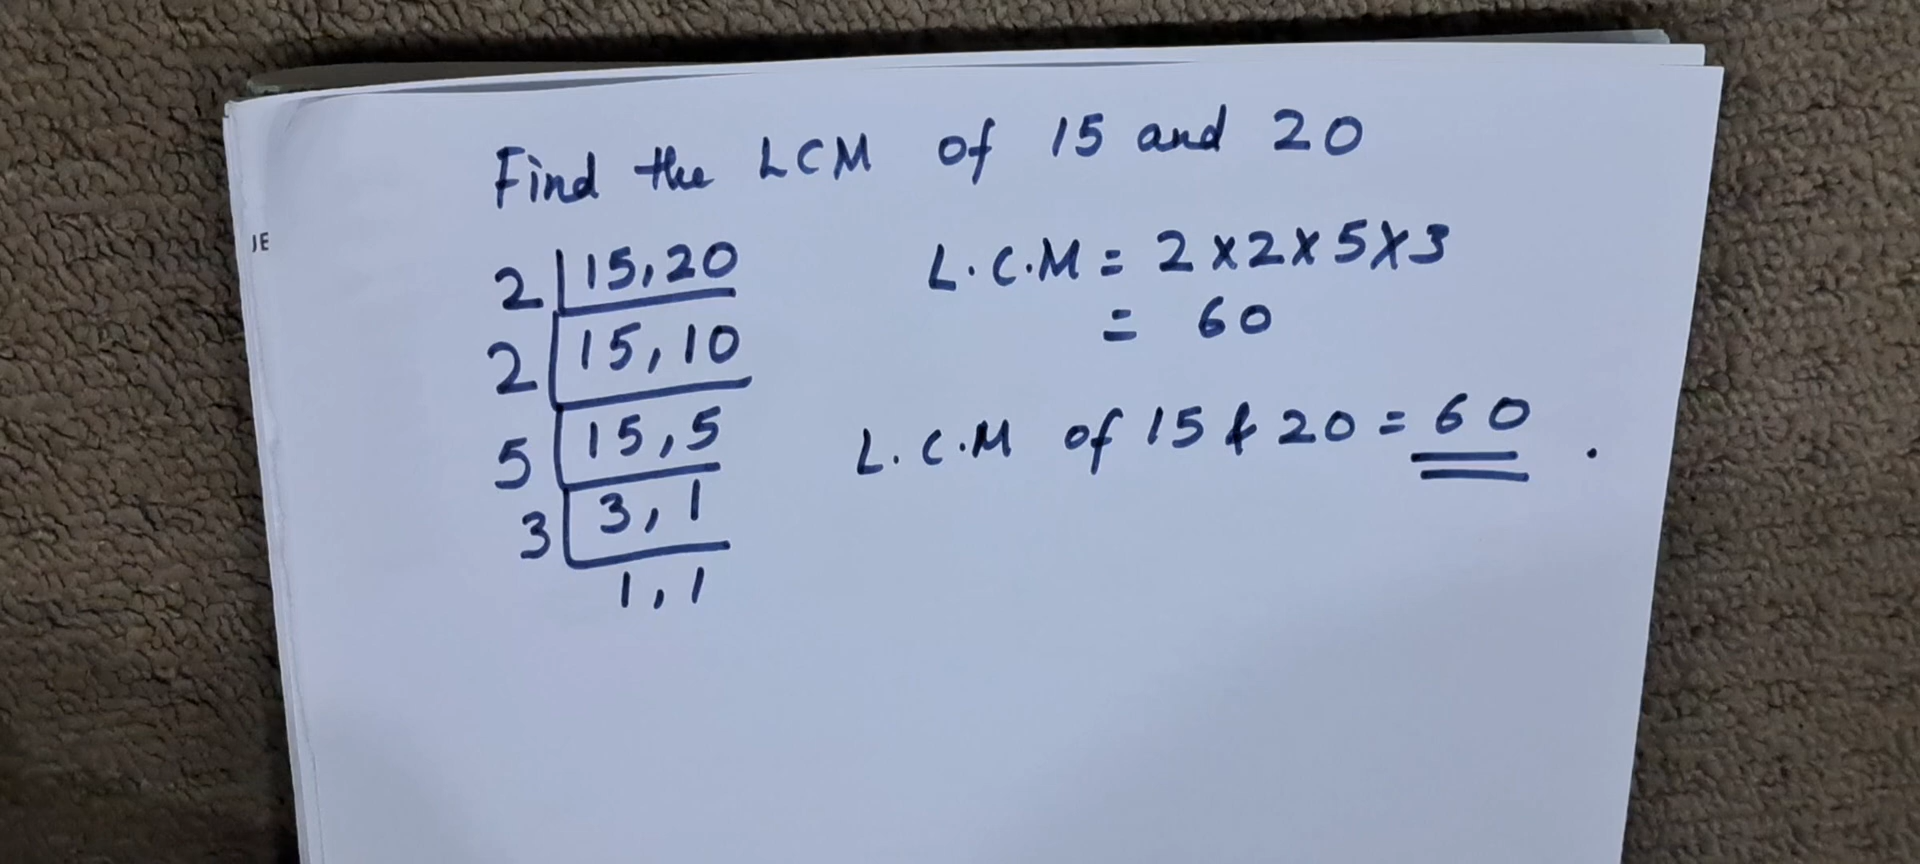 Find the LCM of 15 and 20
JE
2 | 15, 20
2 | 15, 10
5 | 15, 5
3 | 3, 1
1, 1
L.C.M = 2 x 2 x 5 x 3
= 60
L.C.M of 15 & 20 = 60.